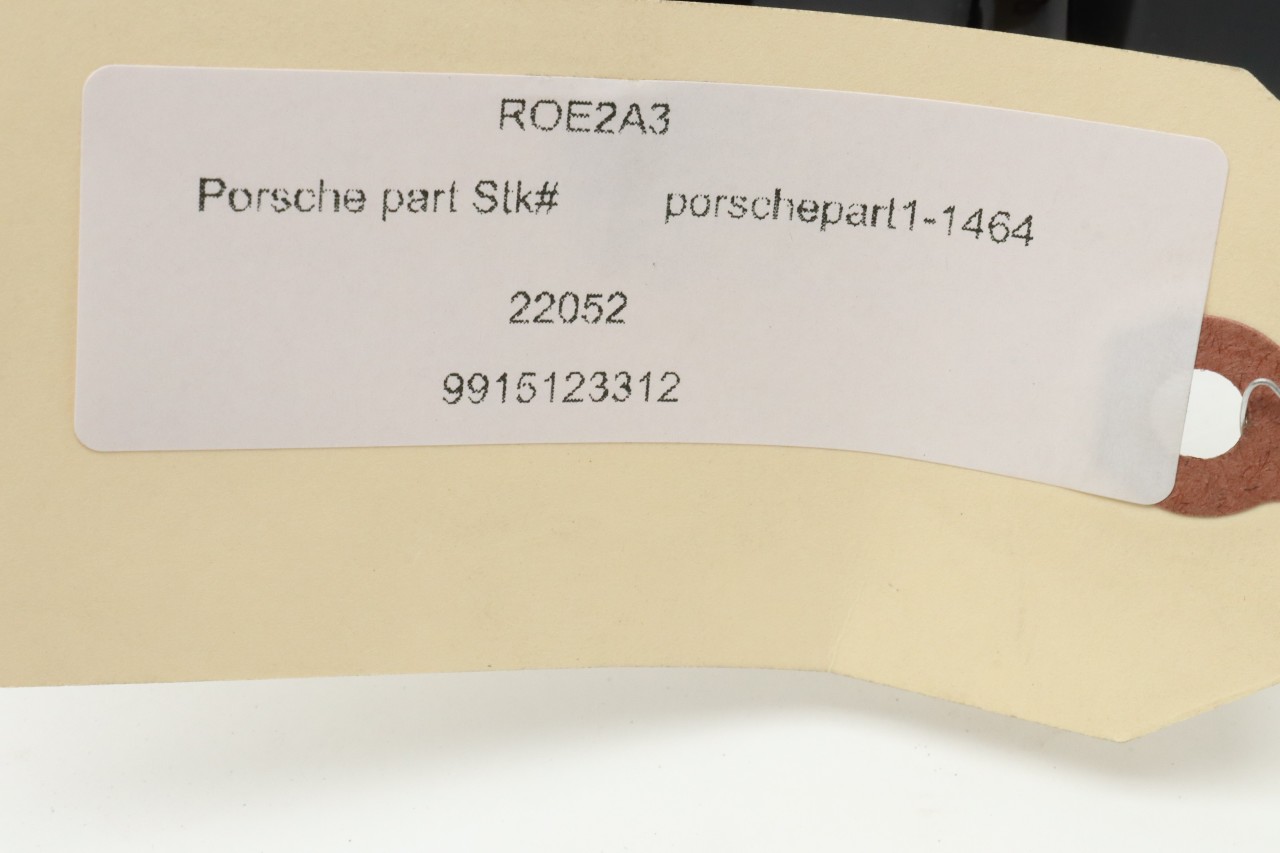 ROE2A3
Porsche part Stk# porschepart1-1464
22052
9915123312